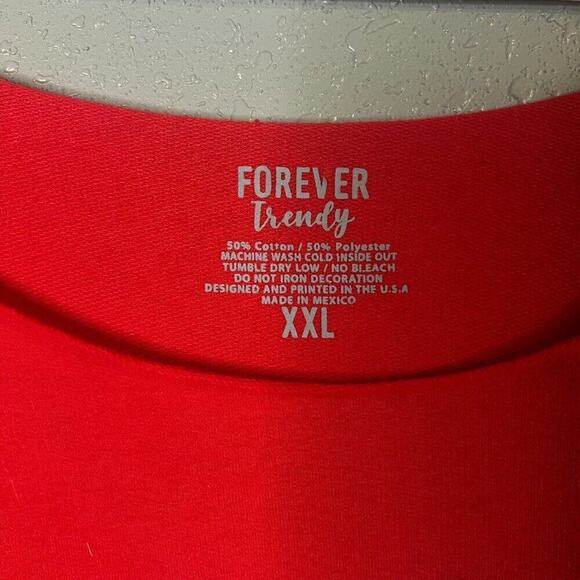 FOREVER
Trendy
50% Cotton / 50% Polyester
MACHINE WASH COLD INSIDE OUT
TUMBLE DRY LOW / NO BLEACH
DO NOT IRON DECORATION
DESIGNED AND PRINTED IN THE U.S.A
MADE IN MEXICO
XXL